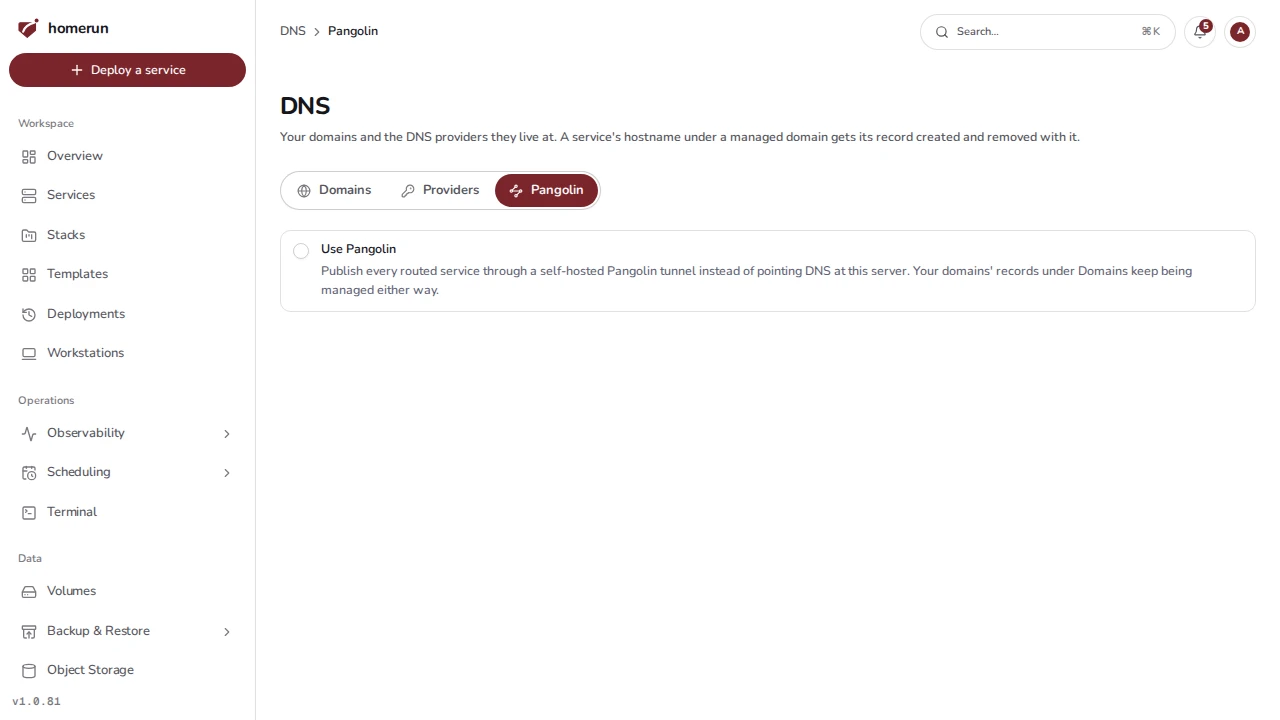 homerun
Deploy a service
Workspace
Overview
Services
Stacks
Templates
Deployments
Workstations
Operations
Observability
Scheduling
Terminal
Data
Volumes
Backup & Restore
Object Storage
v1.0.81
DNS > Pangolin
Search... ⌘K
5
A
DNS
Your domains and the DNS providers they live at. A service's hostname under a managed domain gets its record created and removed with it.
Domains Providers Pangolin
Use Pangolin
Publish every routed service through a self-hosted Pangolin tunnel instead of pointing DNS at this server. Your domains' records under Domains keep being
managed either way.